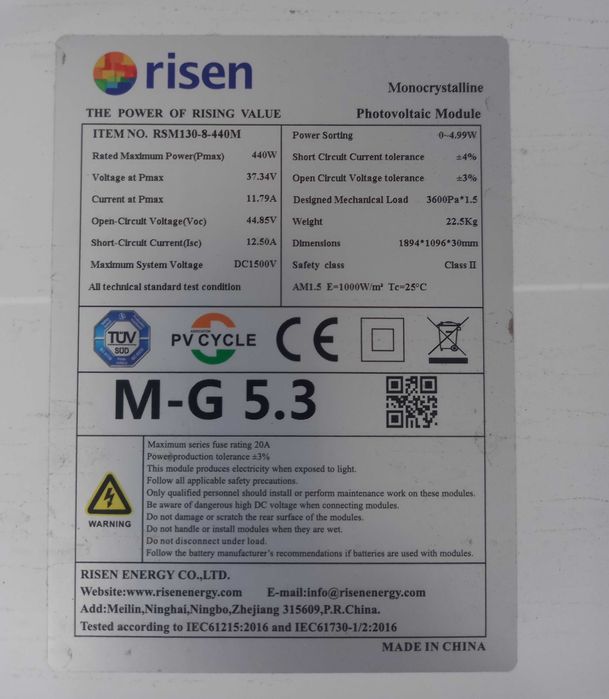 risen
Monocrystalline
THE POWER OF RISING VALUE
Photovoltaic Module
ITEM NO. RSM130-8-440M
Rated Maximum Power(Pmax) 440W
Voltage at Pmax 37.34V
Current at Pmax 11.79A
Open-Circuit Voltage(Voc) 44.85V
Short-Circuit Current(Isc) 12.50A
Maximum System Voltage DC1500V
All technical standard test condition
Power Sorting 0~4.99W
Short Circuit Current tolerance ±4%
Open Circuit Voltage tolerance ±3%
Designed Mechanical Load 3600Pa*1.5
Weight 22.5Kg
Dimensions 1894*1096*30mm
Safety class Class II
AM1.5 E=1000W/m² Tc=25°C
TÜV
SÜD
PV CYCLE
CE
M-G 5.3
WARNING
Maximum series fuse rating 20A
Power production tolerance ±3%
This module produces electricity when exposed to light.
Follow all applicable safety precautions.
Only qualified personnel should install or perform maintenance work on these modules.
Be aware of dangerous high DC voltage when connecting modules.
Do not damage or scratch the rear surface of the modules.
Do not handle or install modules when they are wet.
Do not disconnect under load.
Follow the battery manufacturer's recommendations if batteries are used with modules.
RISEN ENERGY CO.,LTD.
Website:www.risenenergy.com E-mail:info@risenenergy.com
Add:Meilin,Ninghai,Ningbo,Zhejiang 315609,P.R.China.
Tested according to IEC61215:2016 and IEC61730-1/2:2016
MADE IN CHINA